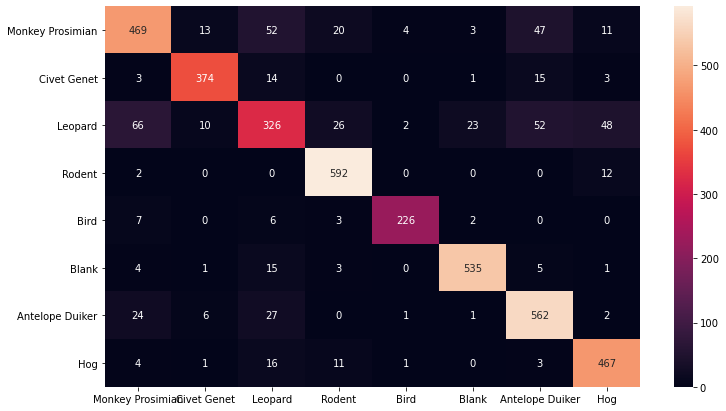 Monkey Prosimian 469 13 52 20 4 3 47 11
Civet Genet 3 374 14 0 0 1 15 3
Leopard 66 10 326 26 2 23 52 48
Rodent 2 0 0 592 0 0 0 12
Bird 7 0 6 3 226 2 0 0
Blank 4 1 15 3 0 535 5 1
Antelope Duiker 24 6 27 0 1 1 562 2
Hog 4 1 16 11 1 0 3 467
Monkey Prosimian Civet Genet Leopard Rodent Bird Blank Antelope Duiker Hog
500
400
300
200
100
0